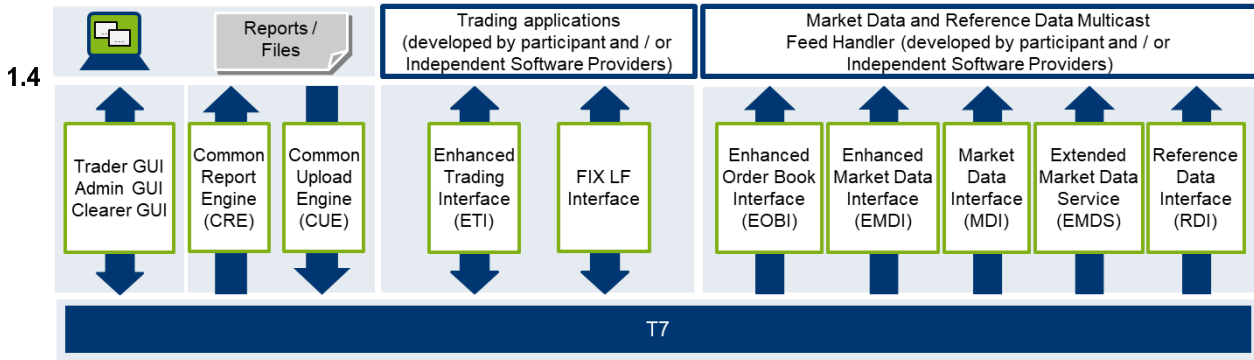 1.4
...
...
Reports /
Files
Trading applications
(developed by participant and / or
Independent Software Providers)
Market Data and Reference Data Multicast
Feed Handler (developed by participant and / or
Independent Software Providers)
Trader GUI
Admin GUI
Clearer GUI
Common
Report
Engine
(CRE)
Common
Upload
Engine
(CUE)
Enhanced
Trading
Interface
(ETI)
FIX LF
Interface
Enhanced
Order Book
Interface
(EOBI)
Enhanced
Market Data
Interface
(EMDI)
Market
Data
Interface
(MDI)
Extended
Market Data
Service
(EMDS)
Reference
Data
Interface
(RDI)
T7